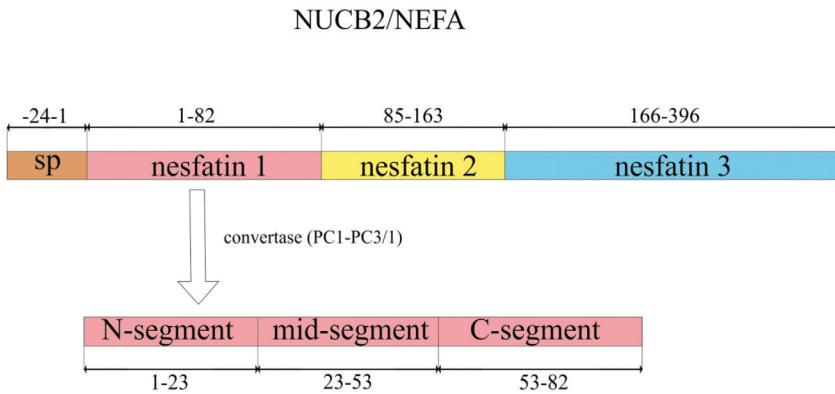 NUCB2/NEFA
-24-1 1-82 85-163 166-396
sp nesfatin 1 nesfatin 2 nesfatin 3
convertase (PC1-PC3/1)
N-segment mid-segment C-segment
1-23 23-53 53-82